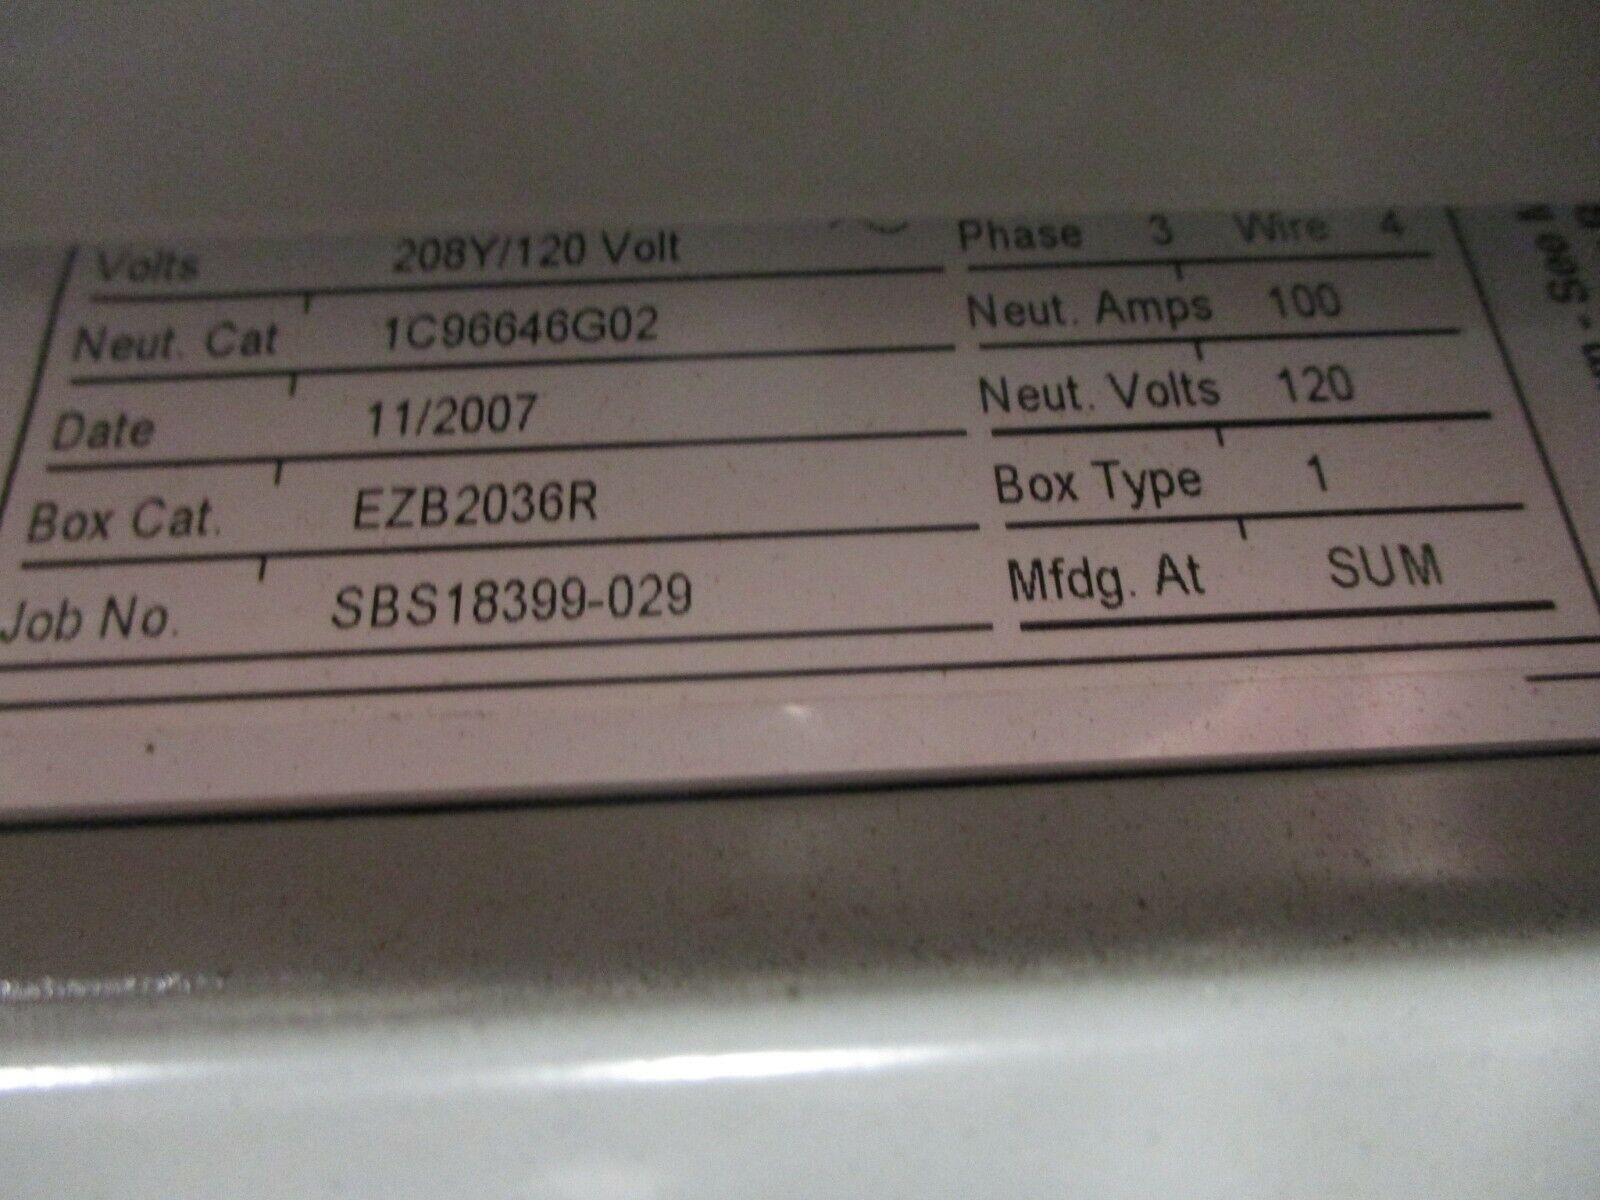 Volts 208Y/120 Volt Phase 3 Wire 4
Neut. Cat 1C96646G02 Neut. Amps 100
Date 11/2007 Neut. Volts 120
Box Cat. EZB2036R Box Type 1
Job No. SBS18399-029 Mfdg. At SUM